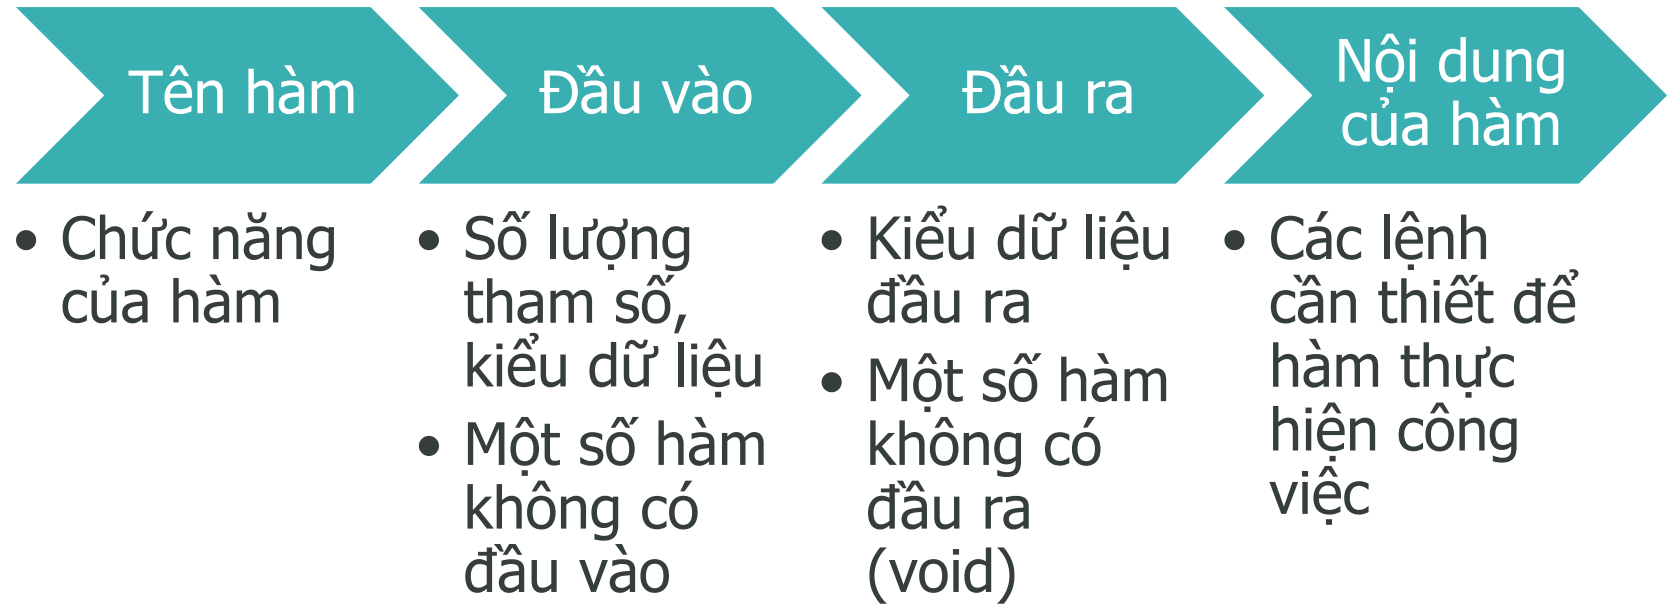 Tên hàm
• Chức năng
của hàm
Đầu vào
• Số lượng
tham số,
kiểu dữ liệu
• Một số hàm
không có
đầu vào
Đầu ra
• Kiểu dữ liệu
đầu ra
• Một số hàm
không có
đầu ra
(void)
Nội dung
của hàm
• Các lệnh
cần thiết để
hàm thực
hiện công
việc